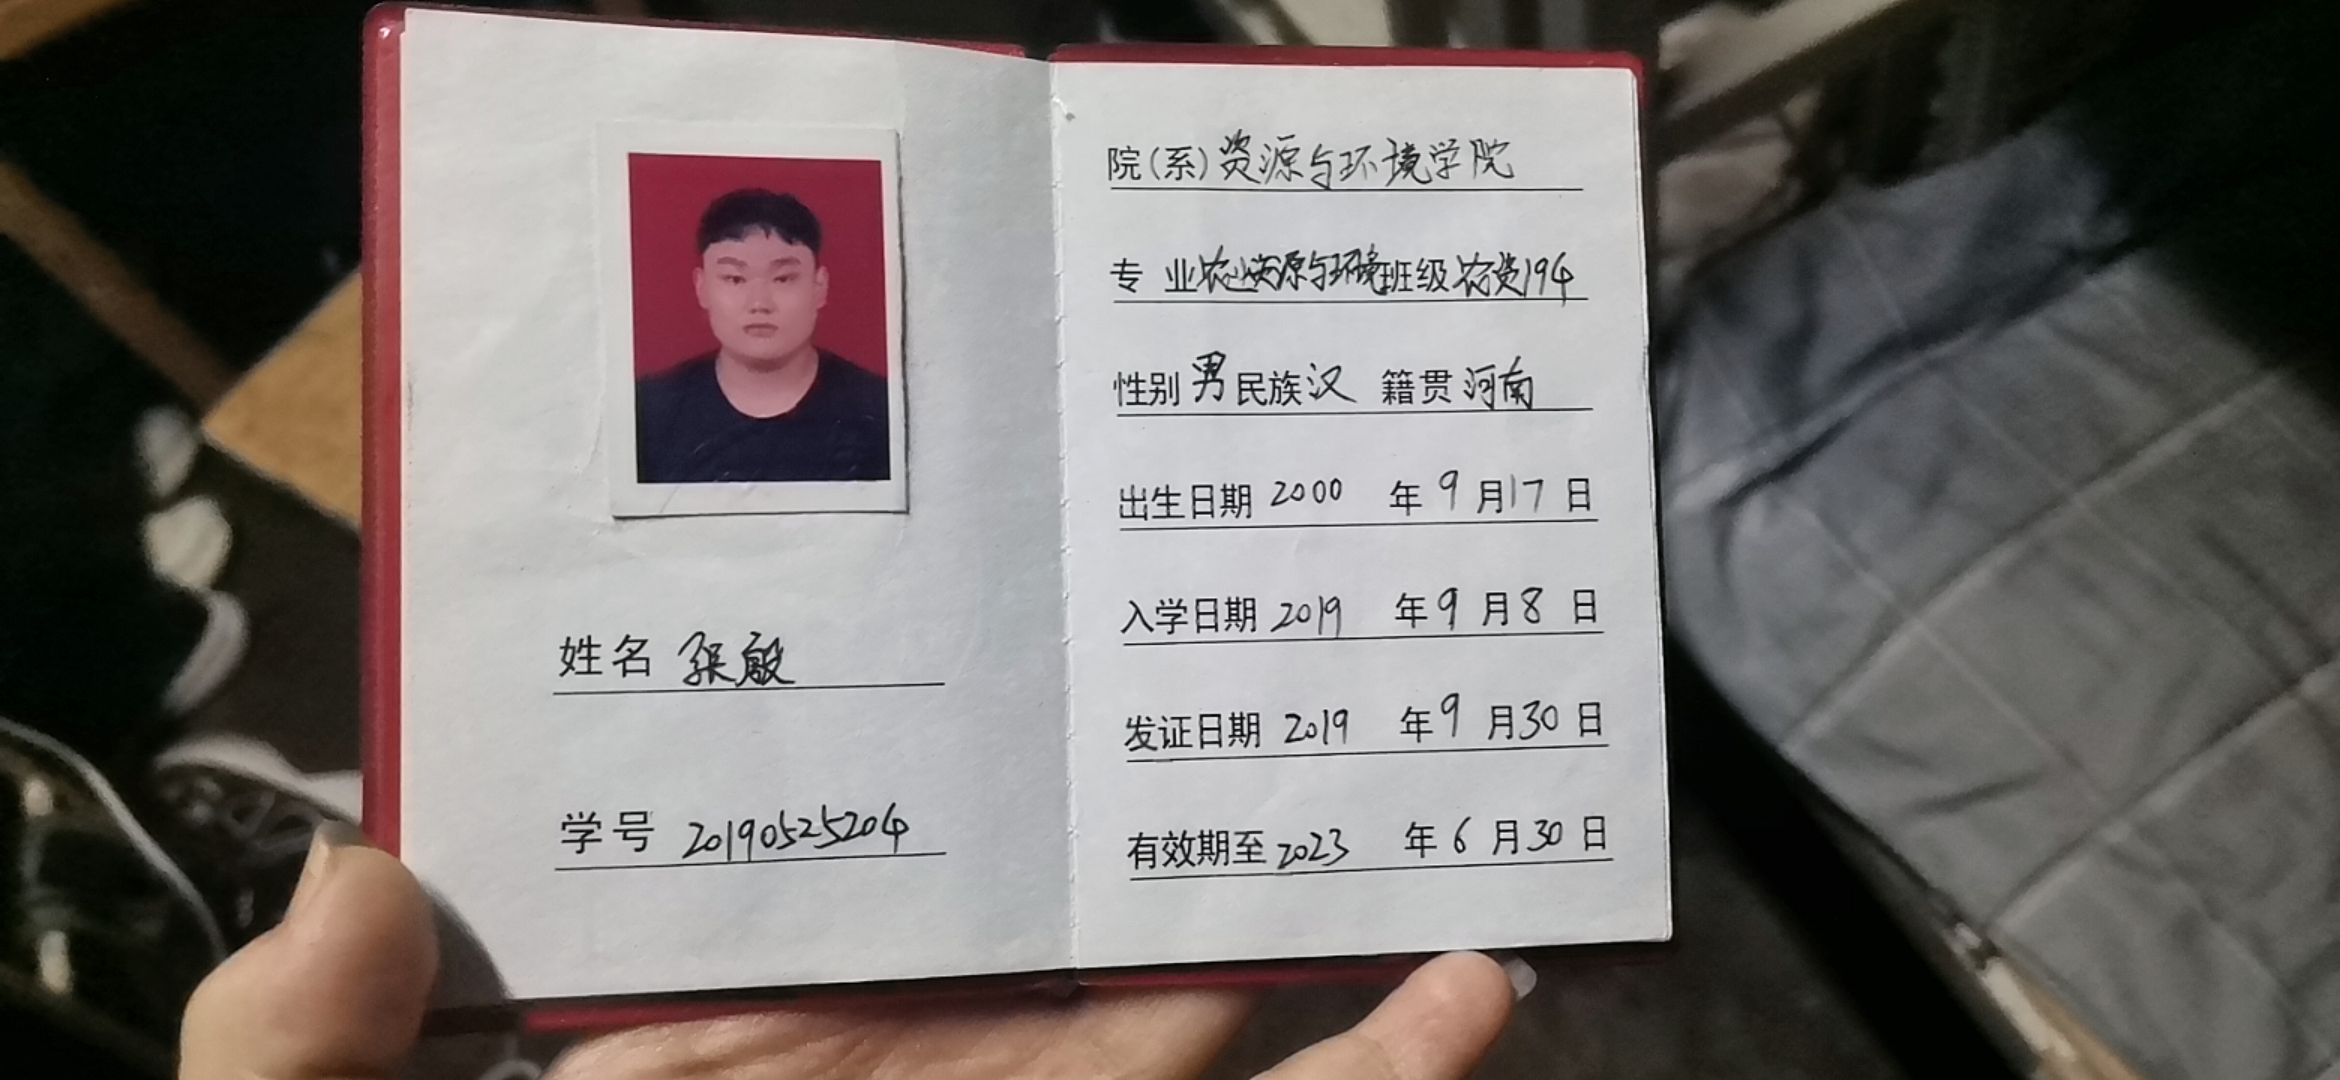 姓名 张
学号 20190525204
院(系) 资源与环境学院
专 业 农业资源与环境 班级 农资194
性别 男 民族 汉 籍贯 河南
出生日期 2000 年 9 月 17 日
入学日期 2019 年 9 月 8 日
发证日期 2019 年 9 月 30 日
有效期至 2023 年 6 月 30 日